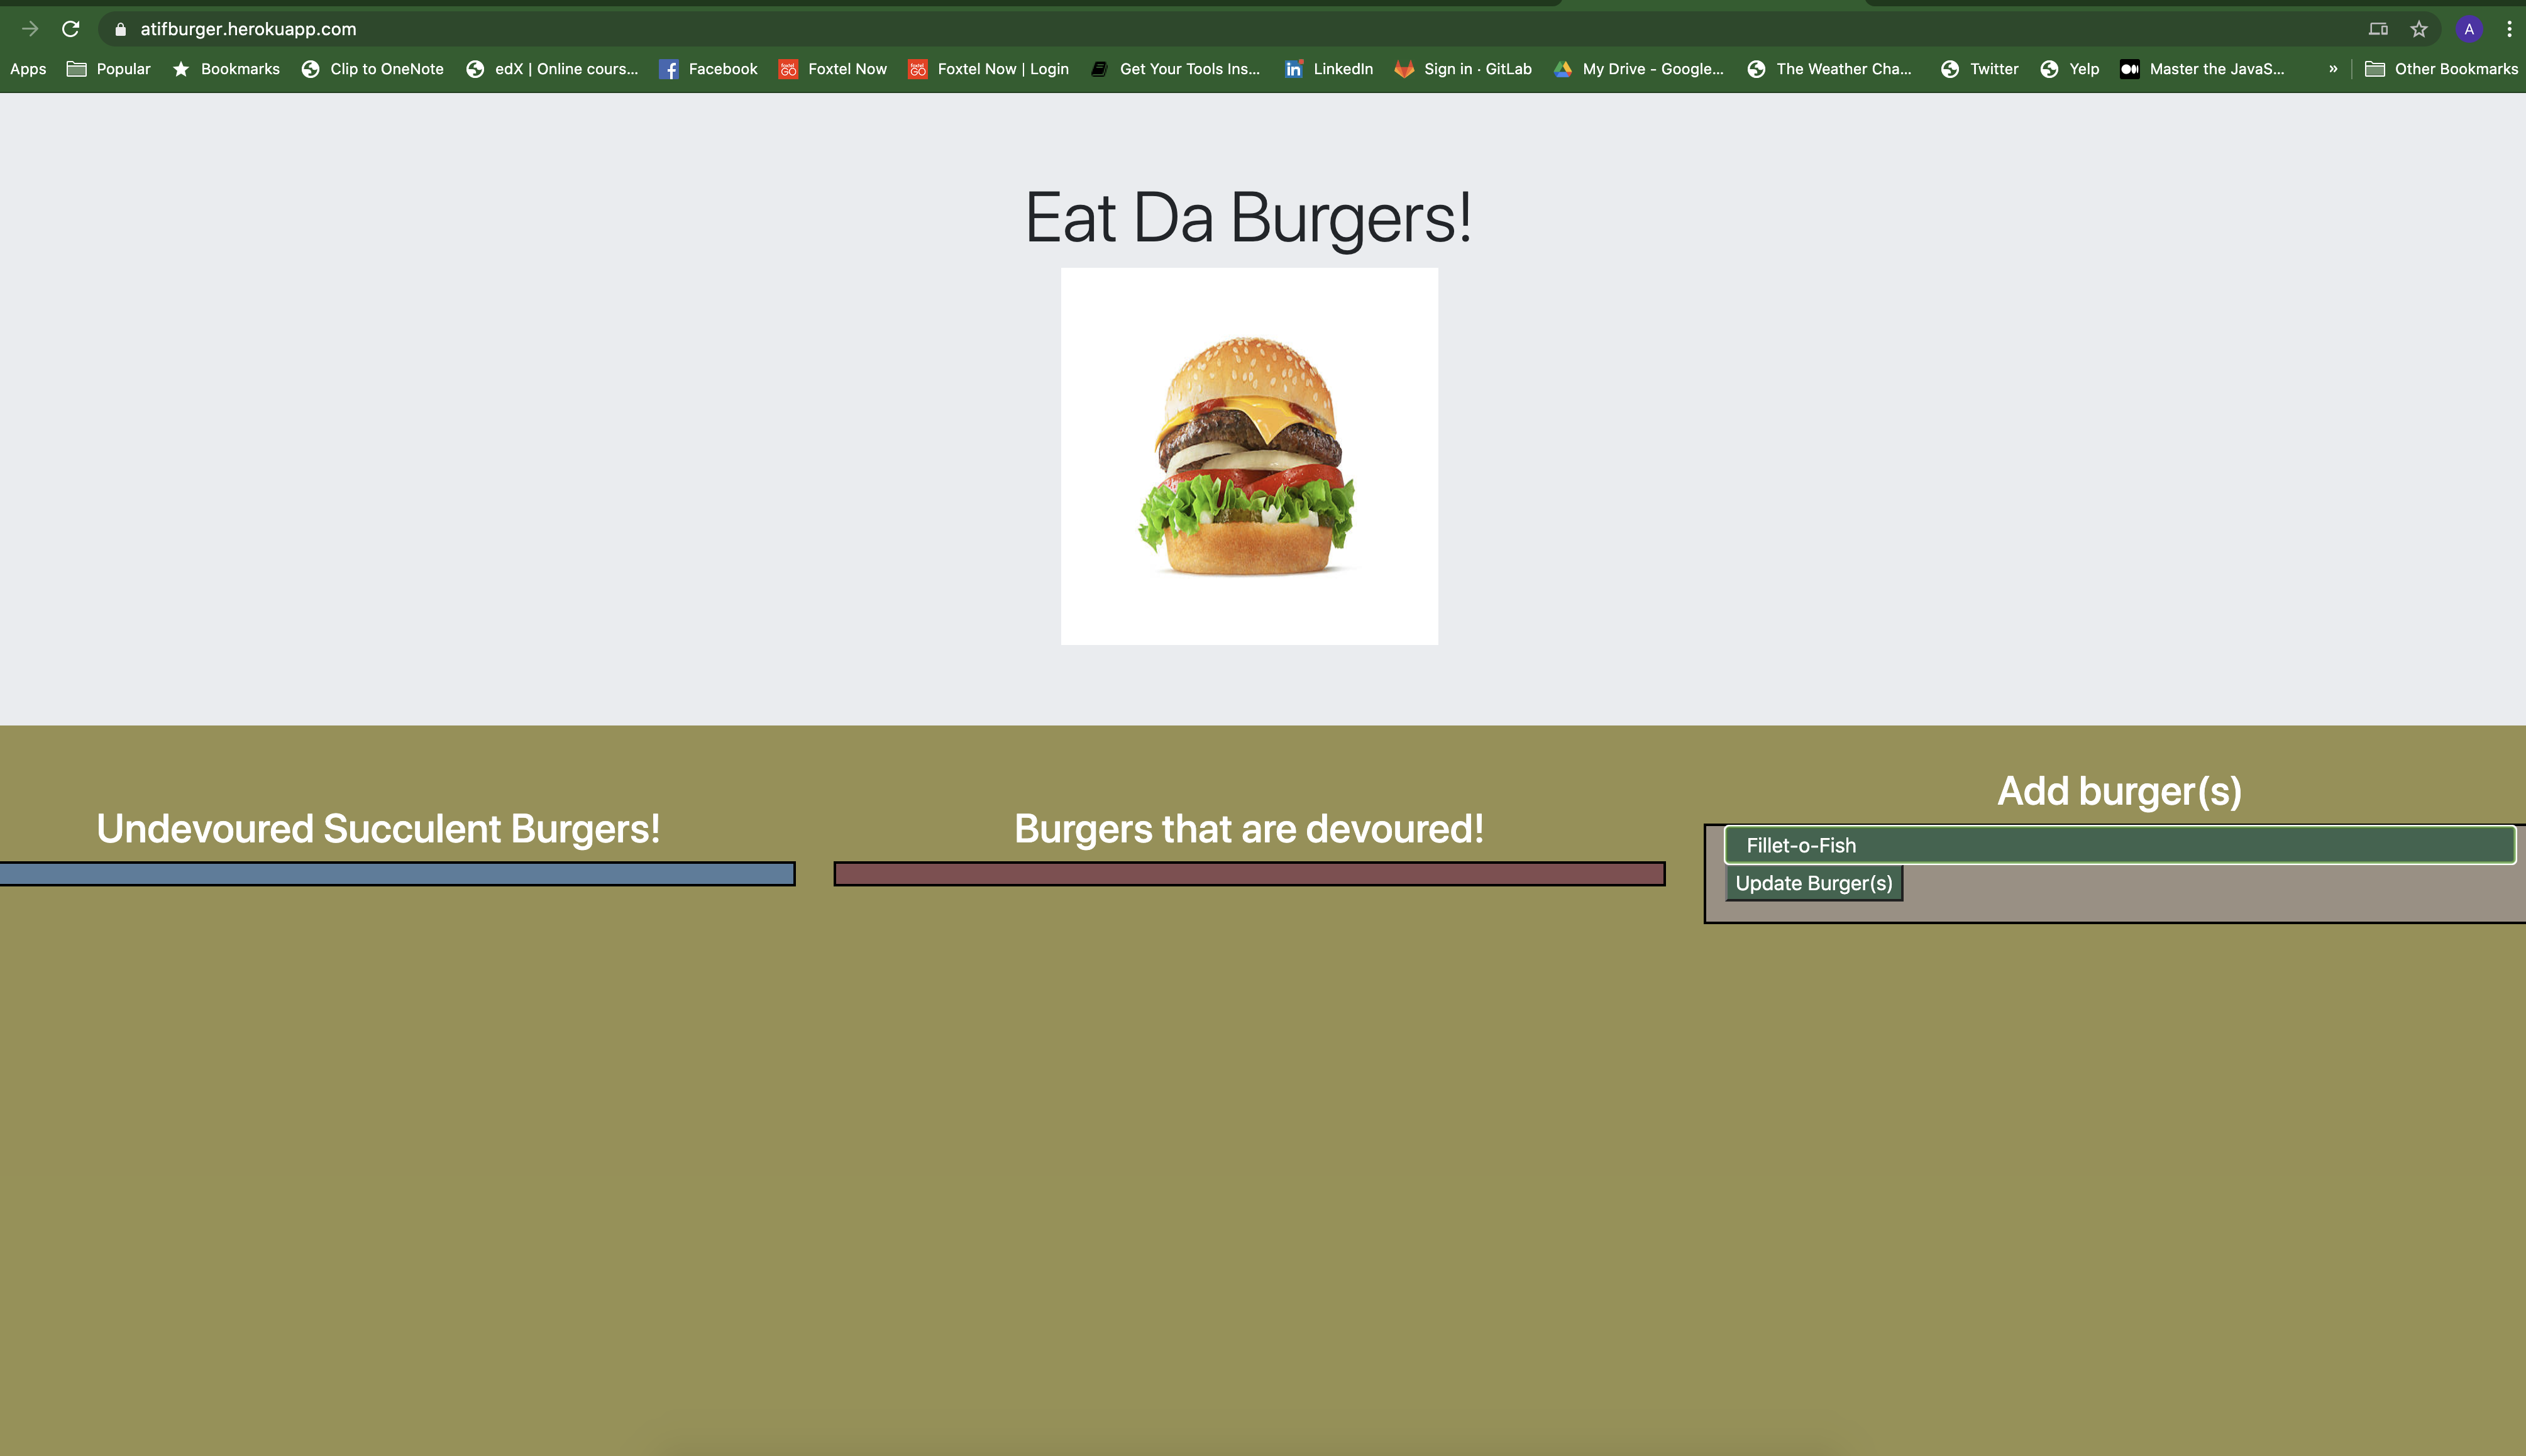 atifburger.herokuapp.com
A
Apps Popular Bookmarks Clip to OneNote edX | Online cours... Facebook Foxtel Now Foxtel Now | Login Get Your Tools Ins... LinkedIn Sign in · GitLab My Drive - Google... The Weather Cha... Twitter Yelp Master the JavaS... » Other Bookmarks
Eat Da Burgers!
Undevoured Succulent Burgers!
Burgers that are devoured!
Add burger(s)
Fillet-o-Fish
Update Burger(s)